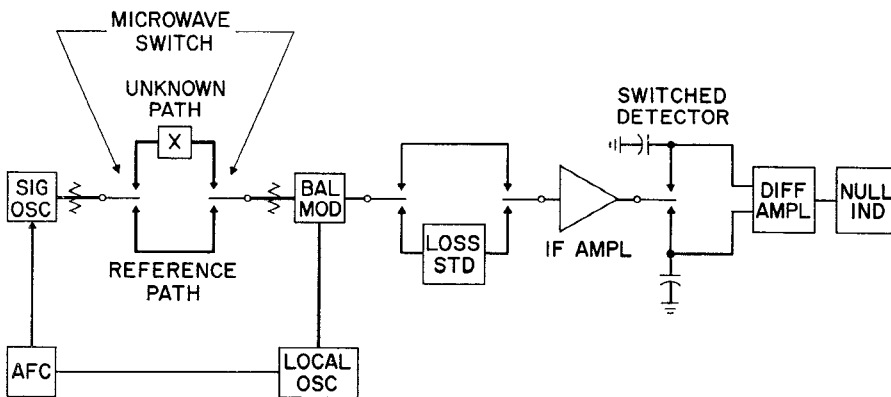 MICROWAVE
SWITCH
UNKNOWN
PATH
X
SIG
OSC
REFERENCE
PATH
BAL
MOD
LOSS
STD
IF AMPL
SWITCHED
DETECTOR
DIFF
AMPL
NULL
IND
AFC
LOCAL
OSC